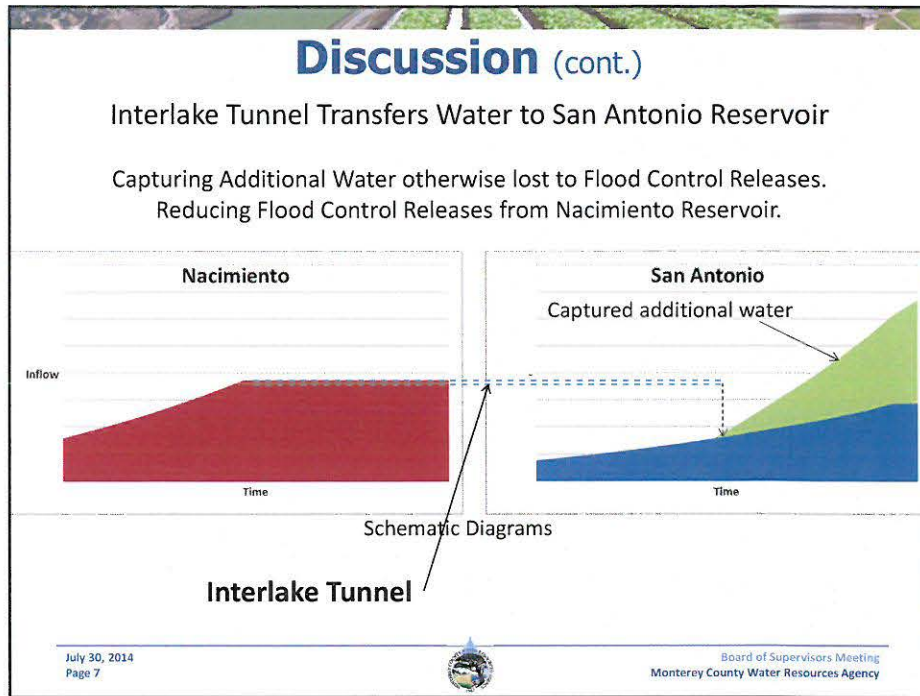 Discussion (cont.)
Interlake Tunnel Transfers Water to San Antonio Reservoir
Capturing Additional Water otherwise lost to Flood Control Releases.
Reducing Flood Control Releases from Nacimiento Reservoir.
Nacimiento
Inflow
Time
San Antonio
Captured additional water
Time
Schematic Diagrams
Interlake Tunnel
July 30, 2014
Page 7
Board of Supervisors Meeting
Monterey County Water Resources Agency